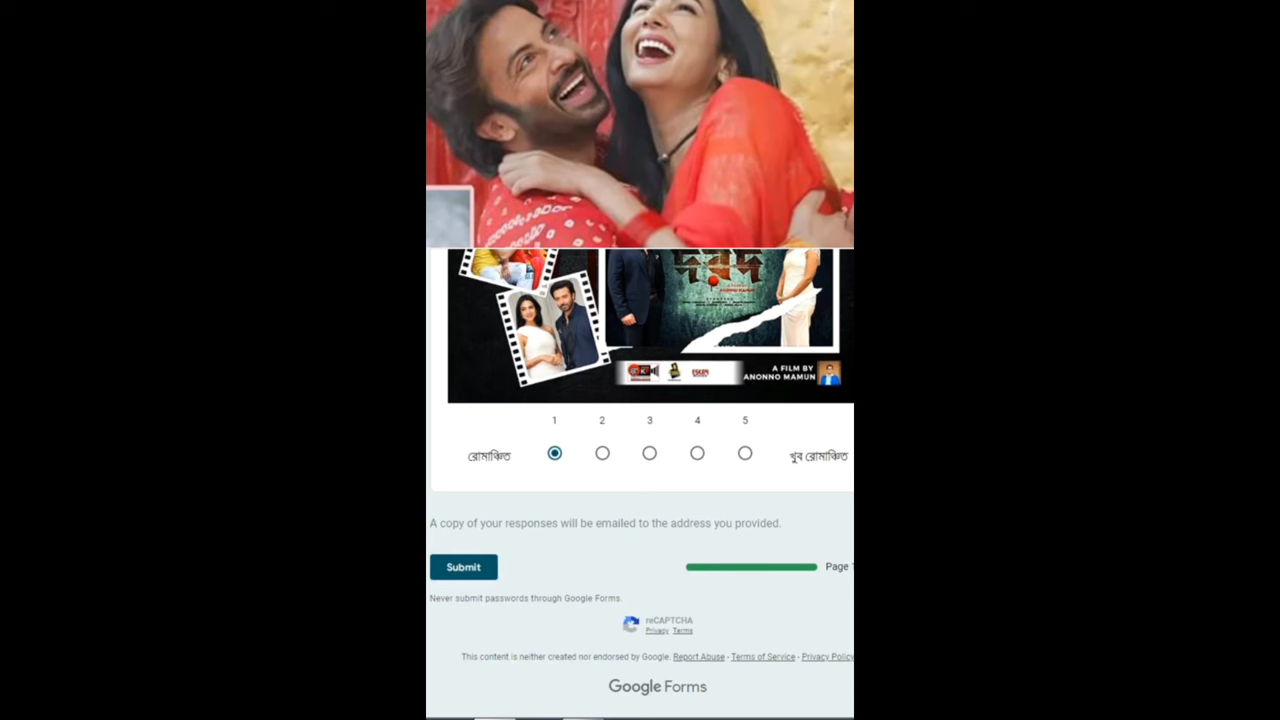 দরদ
A FILM BY
ANONNO MAMUN
1 2 3 4 5
রোমাঞ্চিত
খুব রোমাঞ্চিত
A copy of your responses will be emailed to the address you provided.
Submit
Page 1
Never submit passwords through Google Forms.
reCAPTCHA
Privacy Terms
This content is neither created nor endorsed by Google. Report Abuse - Terms of Service - Privacy Policy
Google Forms